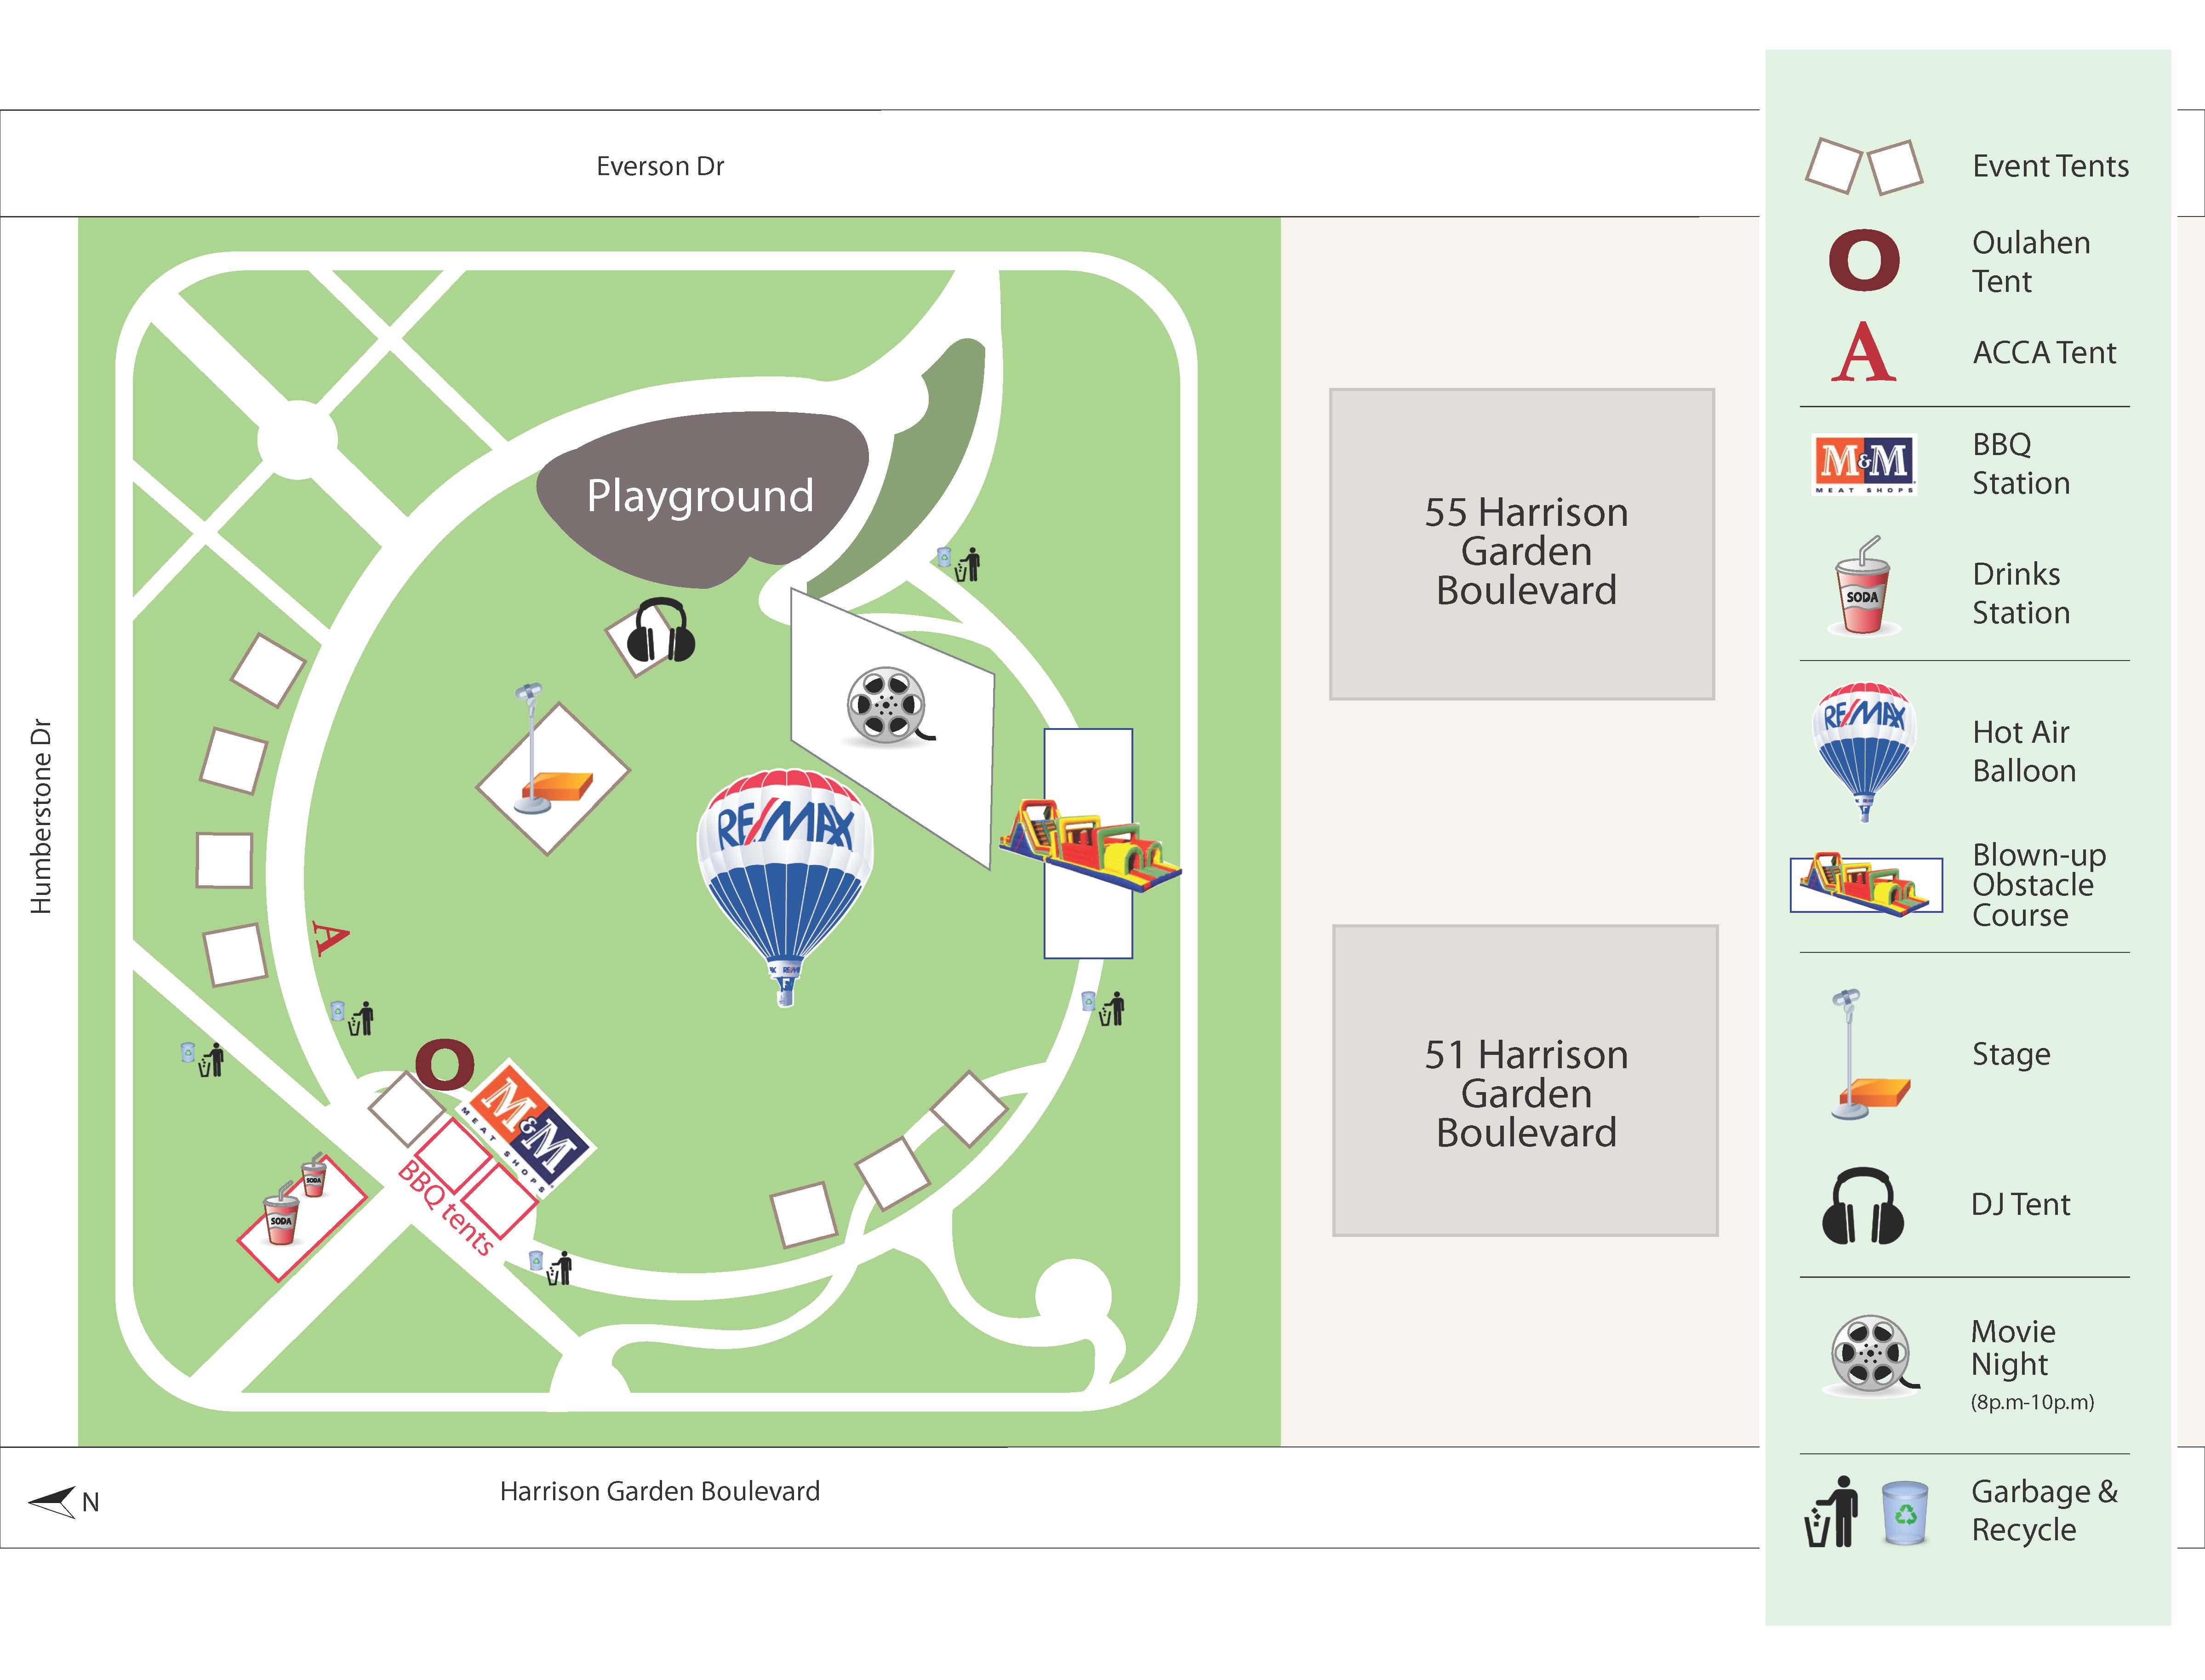 Everson Dr
Humberstone Dr
Playground
RE/MAX
A
O
M&M
MEAT SHOPS
BBQ tents
SODA
SODA
55 Harrison
Garden
Boulevard
51 Harrison
Garden
Boulevard
Harrison Garden Boulevard
N
Event Tents
O
Oulahen
Tent
A
ACCA Tent
M&M
MEAT SHOPS
BBQ
Station
SODA
Drinks
Station
RE/MAX
Hot Air
Balloon
Blown-up
Obstacle
Course
Stage
DJ Tent
Movie
Night
(8p.m-10p.m)
Garbage &
Recycle